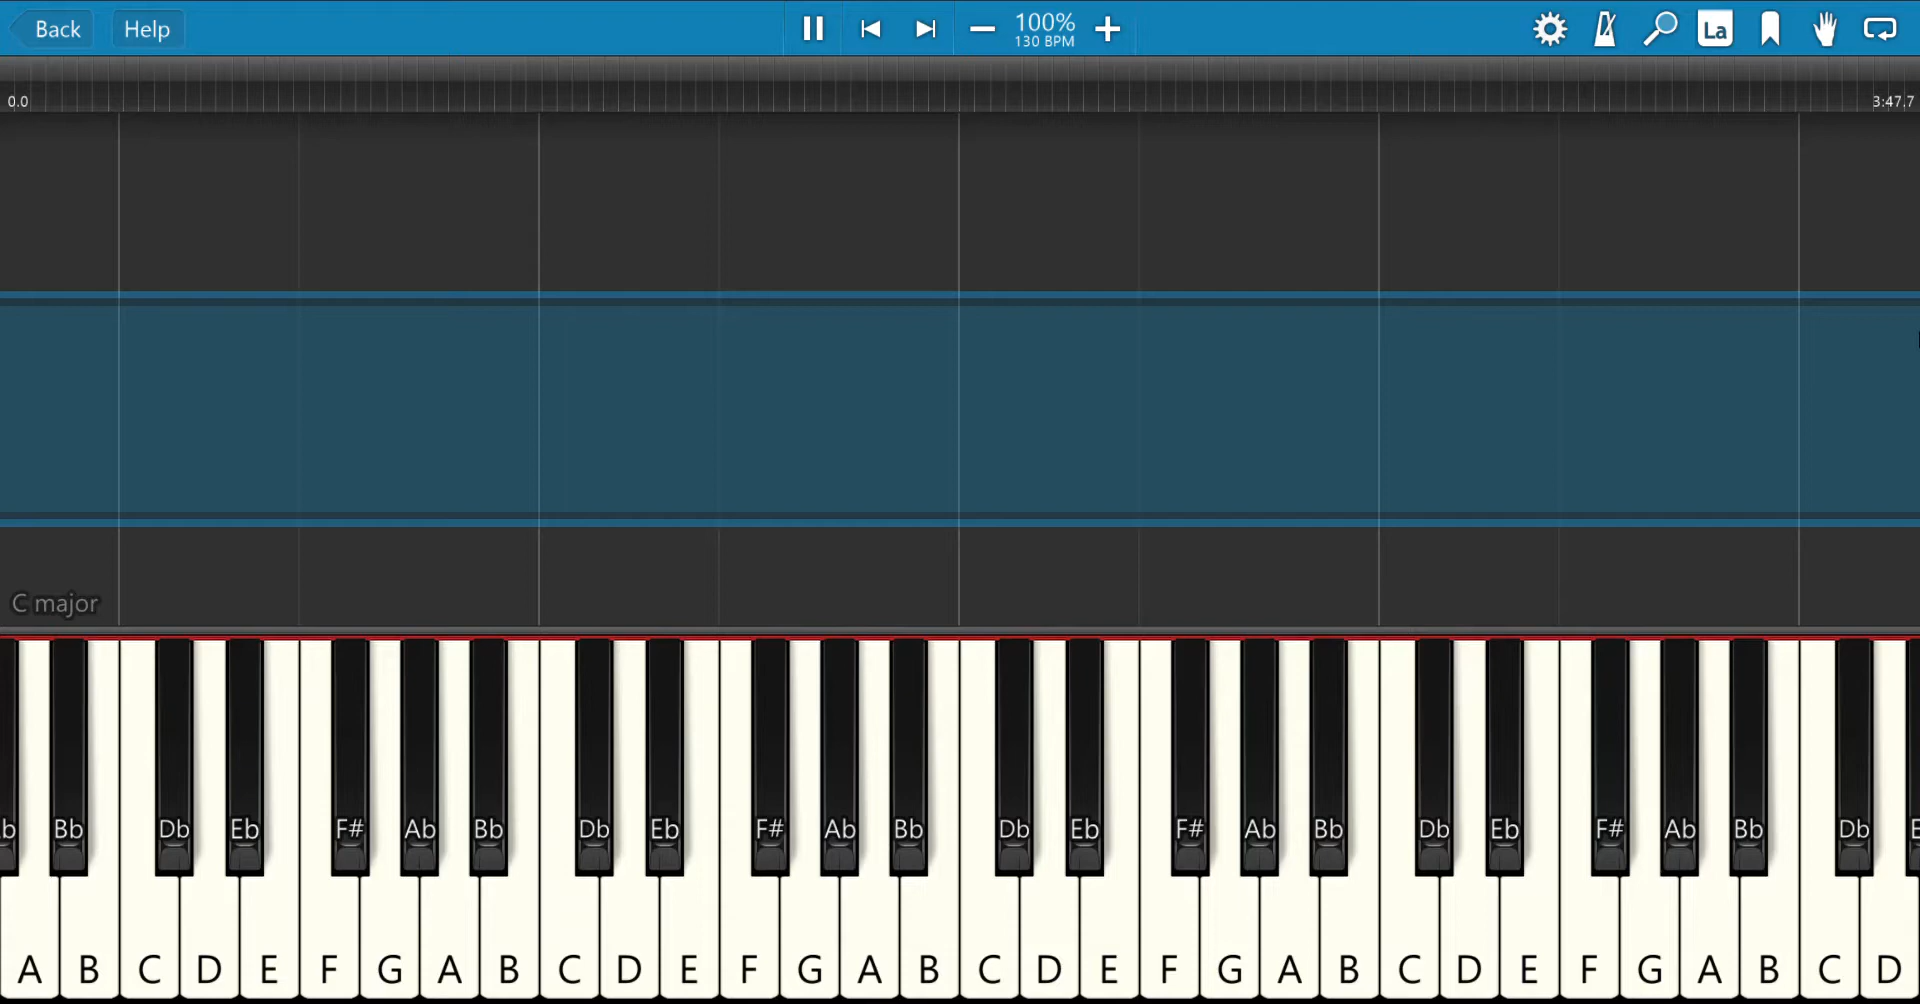 Back Help 100% La
130 BPM
0.0 3:47.7
C major
Bb Db Eb F# Ab Bb Db Eb F# Ab Bb Db Eb F# Ab Bb Db Eb F# Ab Bb Db
A B C D E F G A B C D E F G A B C D E F G A B C D E F G A B C D